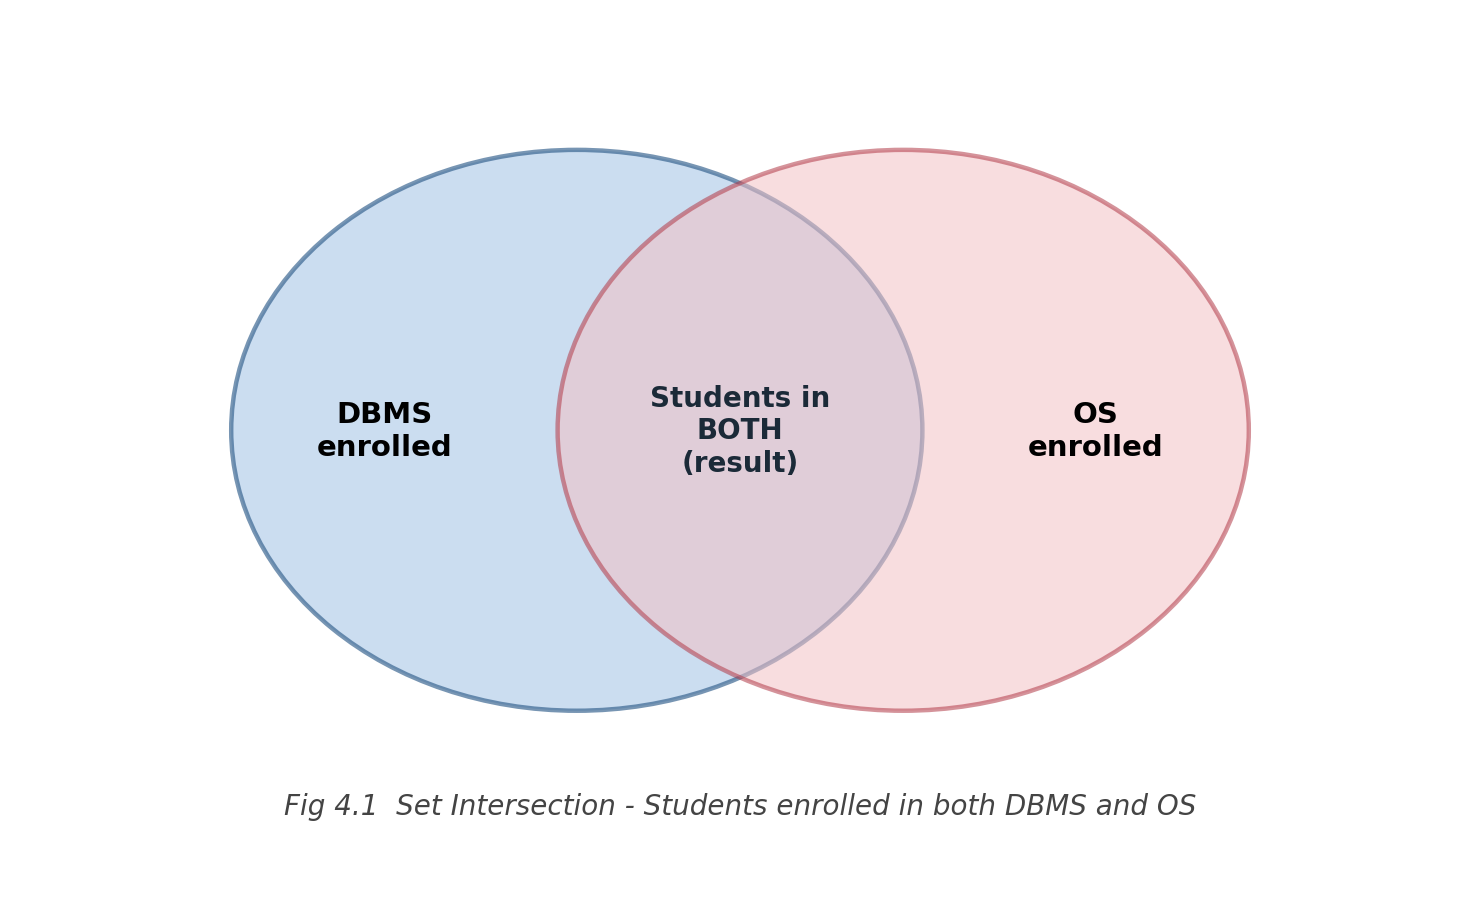 DBMS
enrolled
Students in
BOTH
(result)
OS
enrolled
Fig 4.1  Set Intersection - Students enrolled in both DBMS and OS